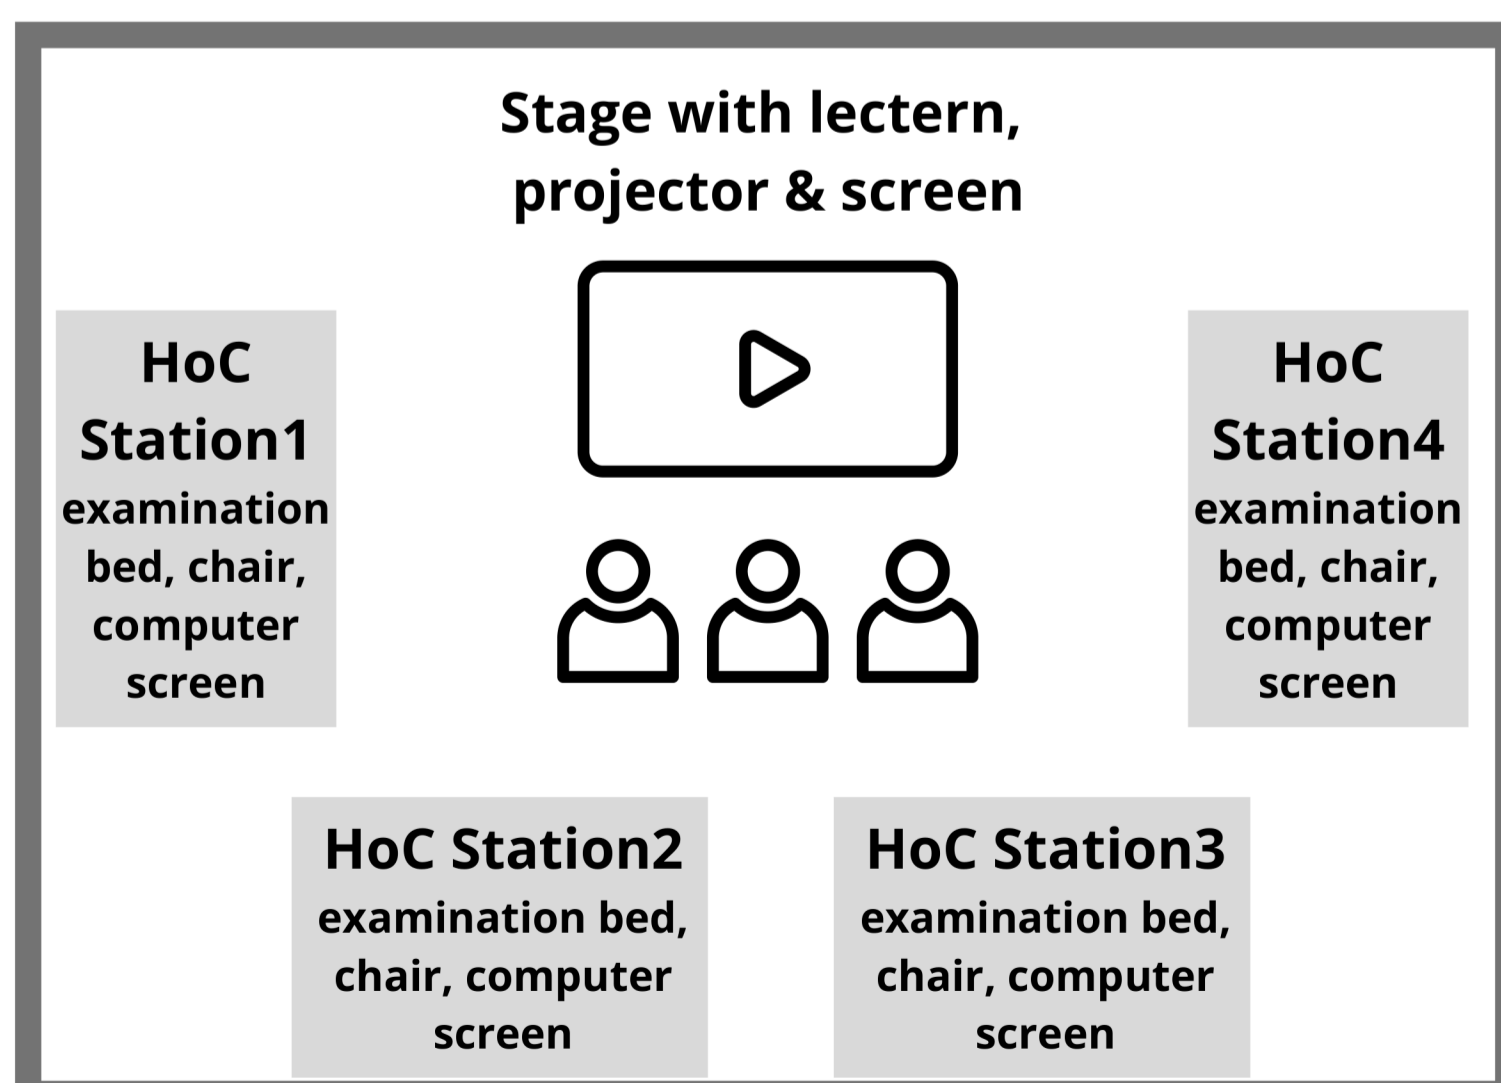 Stage with lectern,
projector & screen
HoC
Station1
examination
bed, chair,
computer
screen
HoC
Station4
examination
bed, chair,
computer
screen
HoC Station2
examination bed,
chair, computer
screen
HoC Station3
examination bed,
chair, computer
screen